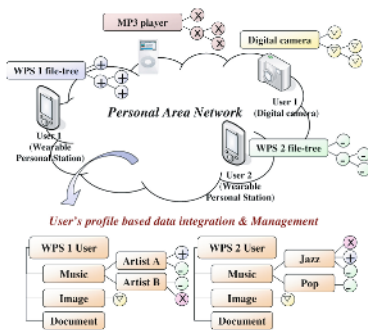 MP3 player
Digital camera
WPS 1 file-tree
User 1
(Digital camera)
Personal Area Network
User 1
(Wearable
Personal Station)
WPS 2 file-tree
User 2
(Wearable
Personal Station)
User's profile based data integration & Management
WPS 1 User
Music
Artist A
Artist B
Image
Document
WPS 2 User
Music
Jazz
Pop
Image
Document